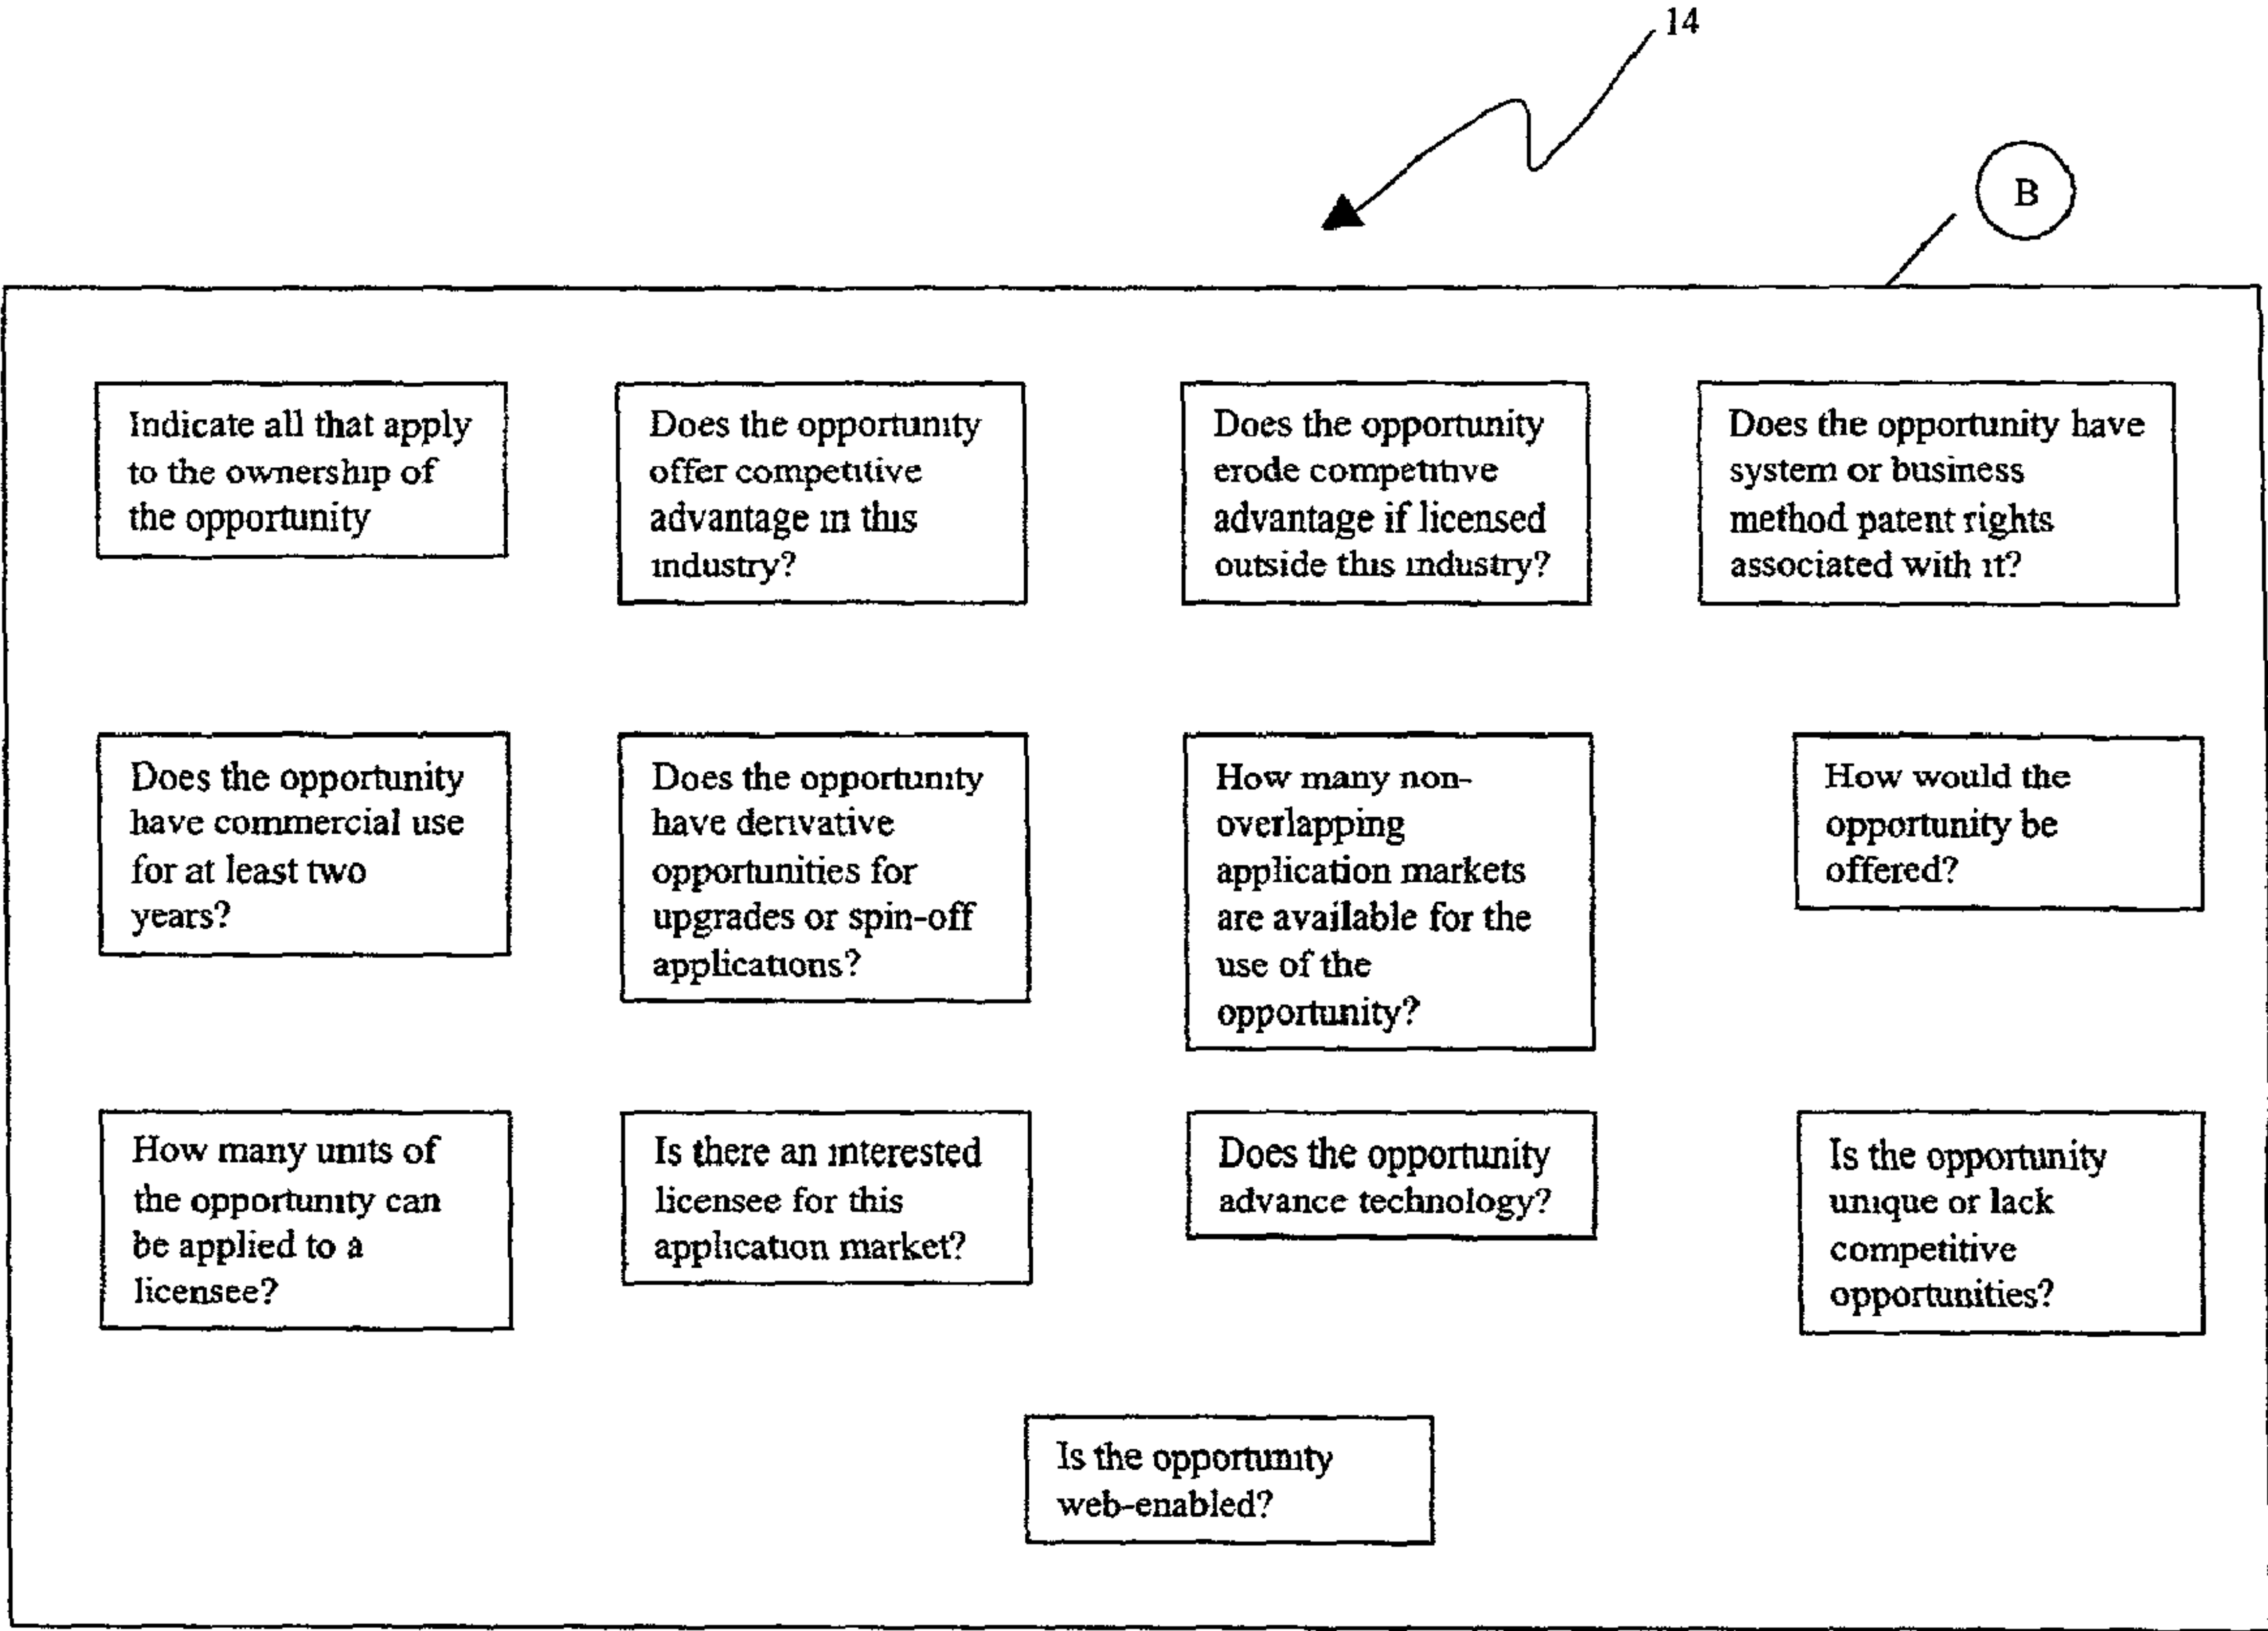 14
B
Indicate all that apply
to the ownership of
the opportunity
Does the opportunity
offer competitive
advantage in this
industry?
Does the opportunity
erode competitive
advantage if licensed
outside this industry?
Does the opportunity have
system or business
method patent rights
associated with it?
Does the opportunity
have commercial use
for at least two
years?
Does the opportunity
have derivative
opportunities for
upgrades or spin-off
applications?
How many non-
overlapping
application markets
are available for the
use of the
opportunity?
How would the
opportunity be
offered?
How many units of
the opportunity can
be applied to a
licensee?
Is there an interested
licensee for this
application market?
Does the opportunity
advance technology?
Is the opportunity
unique or lack
competitive
opportunities?
Is the opportunity
web-enabled?